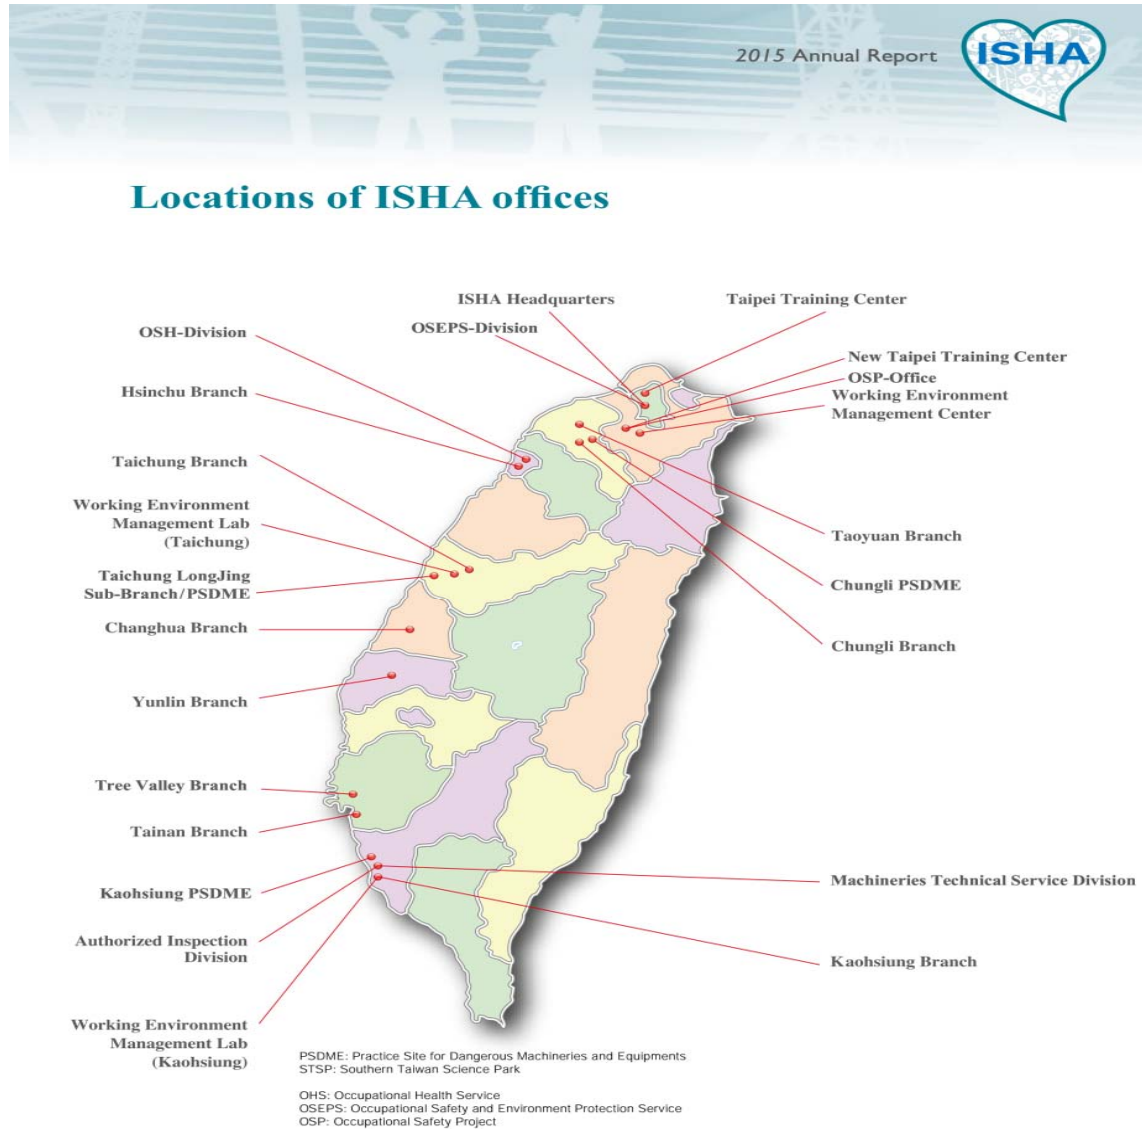 2015 Annual Report
ISHA
Locations of ISHA offices
ISHA Headquarters
Taipei Training Center
OSEPS-Division
OSH-Division
New Taipei Training Center
OSP-Office
Working Environment
Management Center
Hsinchu Branch
Taichung Branch
Working Environment
Management Lab
(Taichung)
Taoyuan Branch
Taichung LongJing
Sub-Branch/PSDME
Chungli PSDME
Changhua Branch
Chungli Branch
Yunlin Branch
Tree Valley Branch
Tainan Branch
Kaohsiung PSDME
Machineries Technical Service Division
Authorized Inspection
Division
Kaohsiung Branch
Working Environment
Management Lab
(Kaohsiung)
PSDME: Practice Site for Dangerous Machineries and Equipments
STSP: Southern Taiwan Science Park
OHS: Occupational Health Service
OSEPS: Occupational Safety and Environment Protection Service
OSP: Occupational Safety Project